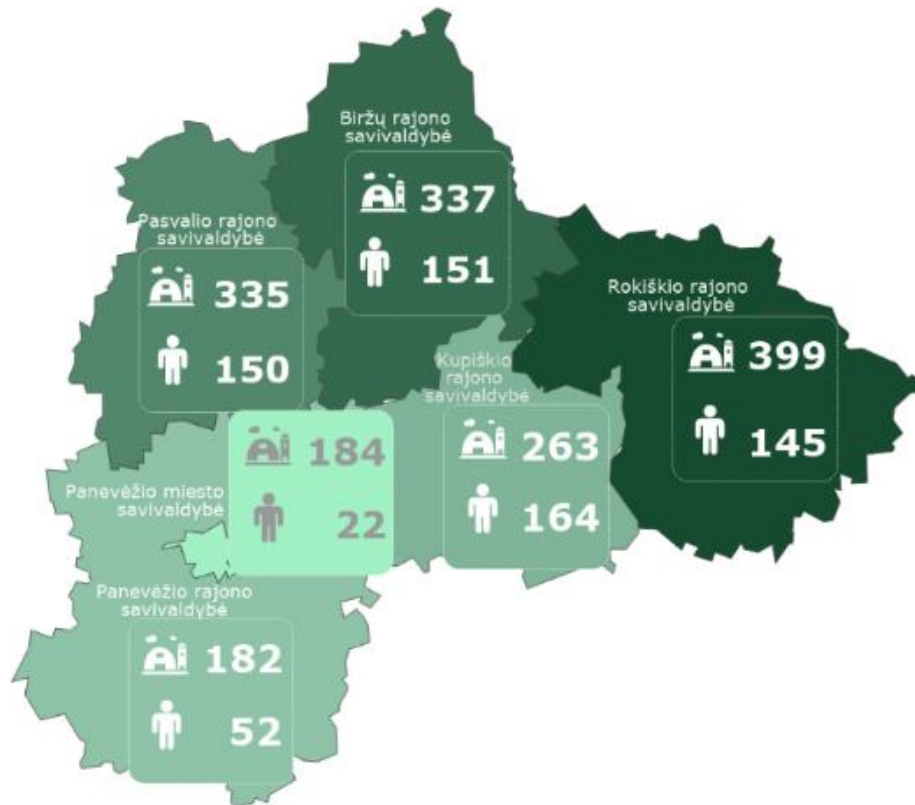 Biržų rajono
savivaldybė
337
151
Pasvalio rajono
savivaldybė
335
150
Rokiškio rajono
savivaldybė
399
145
Kupiškio
rajono
savivaldybė
263
164
Panevėžio miesto
savivaldybė
184
22
Panevėžio rajono
savivaldybė
182
52